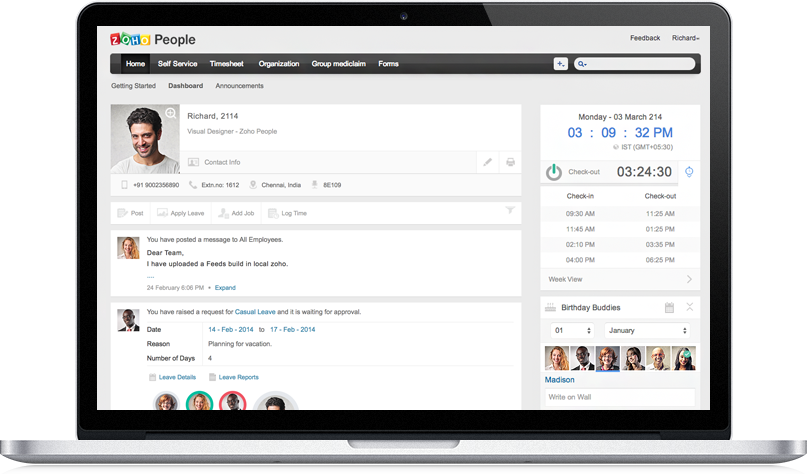 ZOHO People
Feedback Richard
Home Self Service Timesheet Organization Group mediclaim Forms
Getting Started Dashboard Announcements
Richard, 2114
Visual Designer - Zoho People
Contact Info
+91 9002356890 Extn.no: 1612 Chennai, India 8E109
Post Apply Leave Add Job Log Time
You have posted a message to All Employees.
Dear Team,
I have uploaded a Feeds build in local zoho.
....
24 February 6:06 PM • Expand
You have raised a request for Casual Leave and it is waiting for approval.
Date 14 - Feb - 2014 to 17 - Feb - 2014
Reason Planning for vacation.
Number of Days 4
Leave Details Leave Reports
Monday - 03 March 214
03 : 09 : 32 PM
IST (GMT+05:30)
Check-out 03:24:30
Check-in Check-out
09:30 AM 11:25 AM
11:45 AM 01:25 PM
02:10 PM 03:35 PM
04:00 PM 06:25 PM
Week View
Birthday Buddies
01 January
Madison
Write on Wall